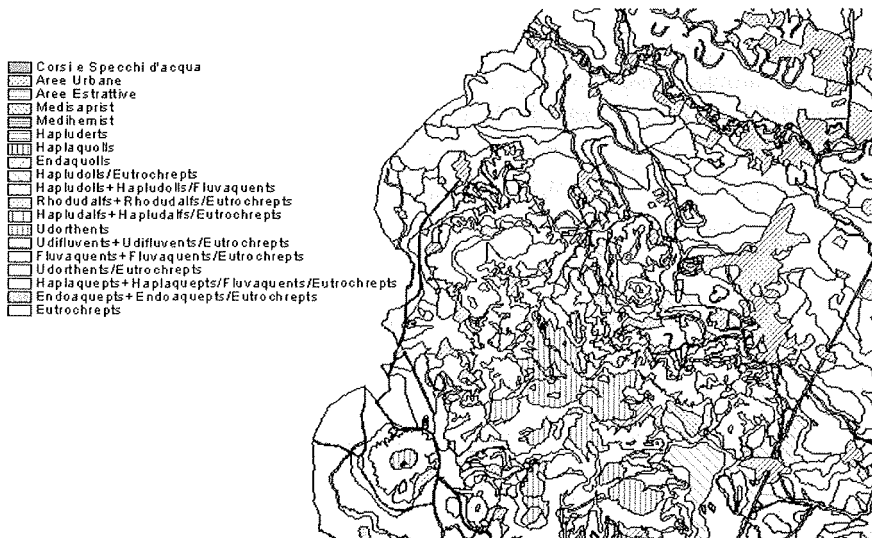 Corsi e Specchi d'acqua
Aree Urbane
Aree Estrattive
Medisaprist
Medihemist
Hapluderts
Haplaquolls
Endaquolls
Hapludolls/Eutrochrepts
Hapludolls+Hapludolls/Fluvaquents
Rhodudalfs+Rhodudalfs/Eutrochrepts
Hapludalfs+Hapludalfs/Eutrochrepts
Udorthents
Udifluvents+Udifluvents/Eutrochrepts
Fluvaquents+Fluvaquents/Eutrochrepts
Udorthents/Eutrochrepts
Haplaquepts+Haplaquepts/Fluvaquents/Eutrochrepts
Endoaquepts+Endoaquepts/Eutrochrepts
Eutrochrepts